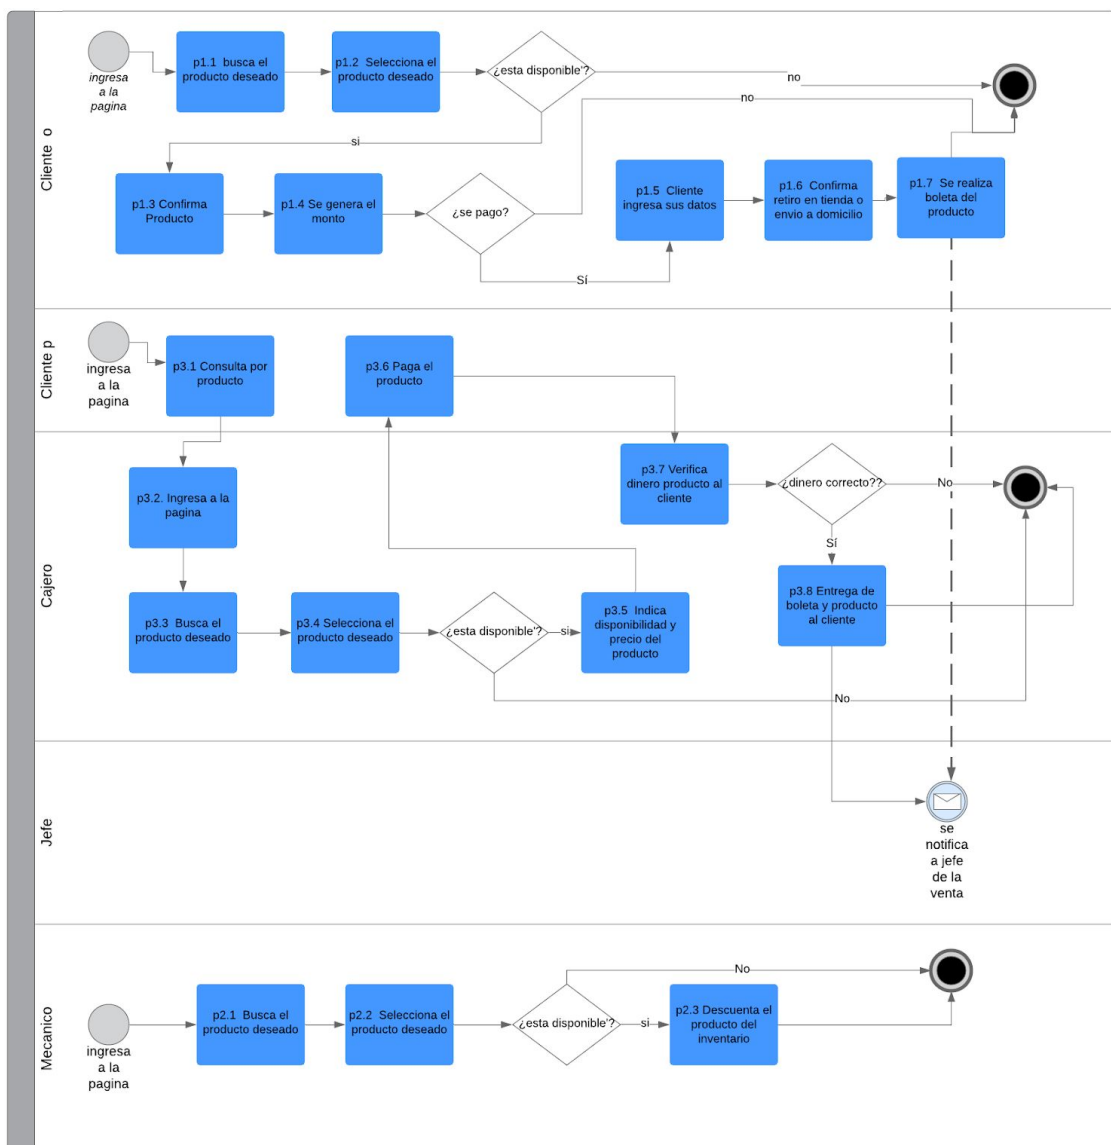 Cliente o
ingresa
a la
pagina
p1.1 busca el
producto deseado
p1.2 Selecciona el
producto deseado
¿esta disponible'?
no
no
si
p1.3 Confirma
Producto
p1.4 Se genera el
monto
¿se pago?
Sí
p1.5 Cliente
ingresa sus datos
p1.6 Confirma
retiro en tienda o
envio a domicilio
p1.7 Se realiza
boleta del
producto
Cliente p
ingresa
a la
pagina
p3.1 Consulta por
producto
p3.6 Paga el
producto
Cajero
p3.2. Ingresa a la
pagina
p3.7 Verifica
dinero producto al
cliente
¿dinero correcto??
No
Sí
p3.3 Busca el
producto deseado
p3.4 Selecciona el
producto deseado
¿esta disponible'?
si
p3.5 Indica
disponibilidad y
precio del
producto
p3.8 Entrega de
boleta y producto
al cliente
No
Jefe
se
notifica
a jefe
de la
venta
Mecanico
ingresa
a la
pagina
p2.1 Busca el
producto deseado
p2.2 Selecciona el
producto deseado
¿esta disponible'?
No
si
p2.3 Descuenta el
producto del
inventario